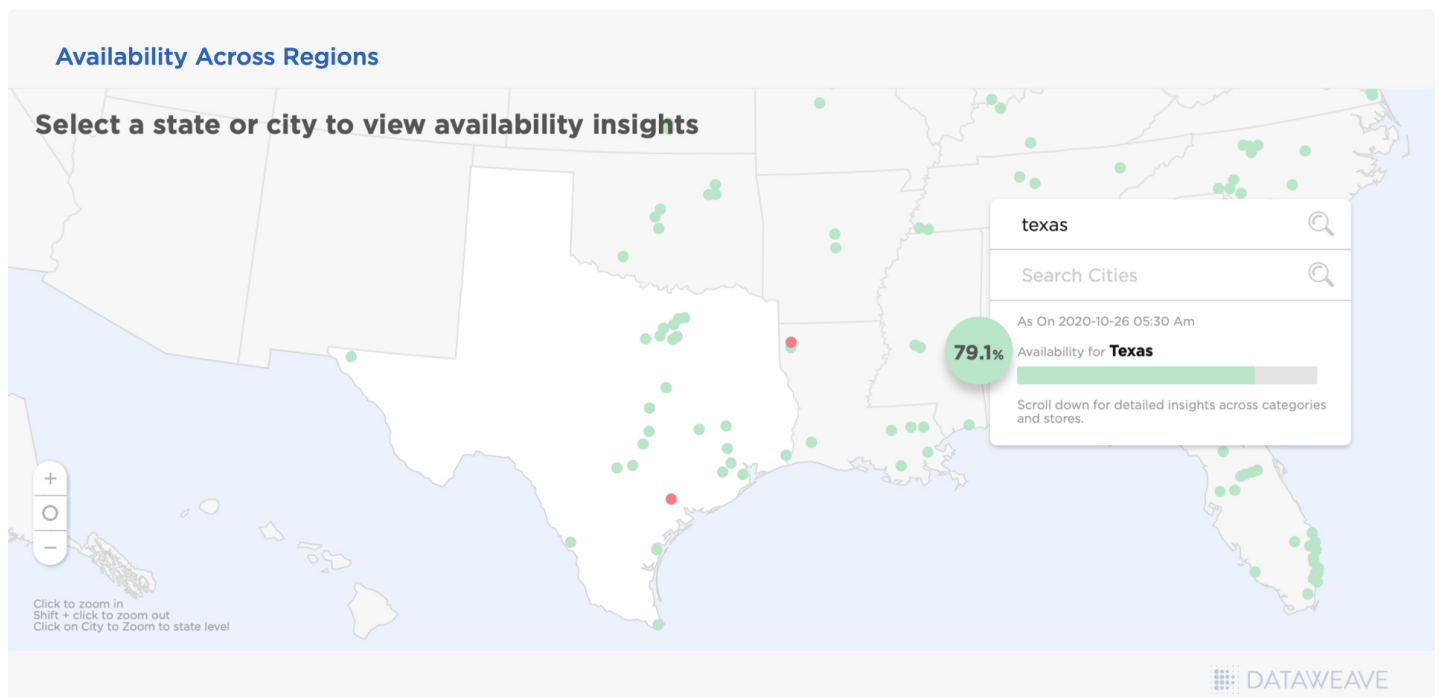 Availability Across Regions
Select a state or city to view availability insights
texas
Search Cities
As On 2020-10-26 05:30 Am
79.1%
Availability for Texas
Scroll down for detailed insights across categories
and stores.
+
−
Click to zoom in
Shift + click to zoom out
Click on City to Zoom to state level
DATAWEAVE